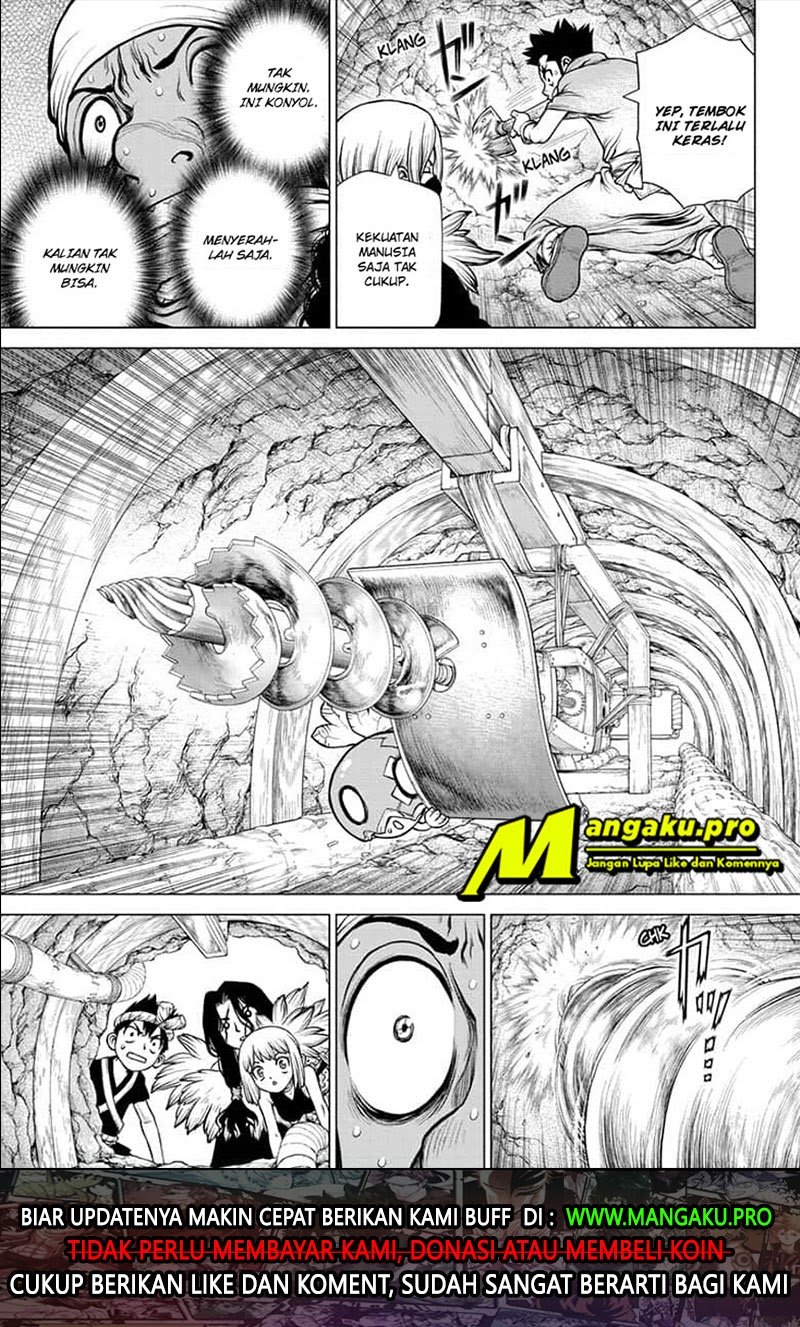 YEP, TEMBOK
INI TERLALU
KERAS!
KLANG
ガ
KLANG
ガ
KEKUATAN
MANUSIA
SAJA TAK
CUKUP.
TAK
MUNGKIN.
INI KONYOL.
MENYERAH-
LAH SAJA.
KALIAN TAK
MUNGKIN
BISA.
Mangaku.pro
Jangan Lupa Like dan Komennya
CHK
カ
BIAR UPDATENYA MAKIN CEPAT BERIKAN KAMI BUFF DI : WWW.MANGAKU.PRO
TIDAK PERLU MEMBAYAR KAMI, DONASI ATAU MEMBELI KOIN
CUKUP BERIKAN LIKE DAN KOMENT, SUDAH SANGAT BERARTI BAGI KAMI